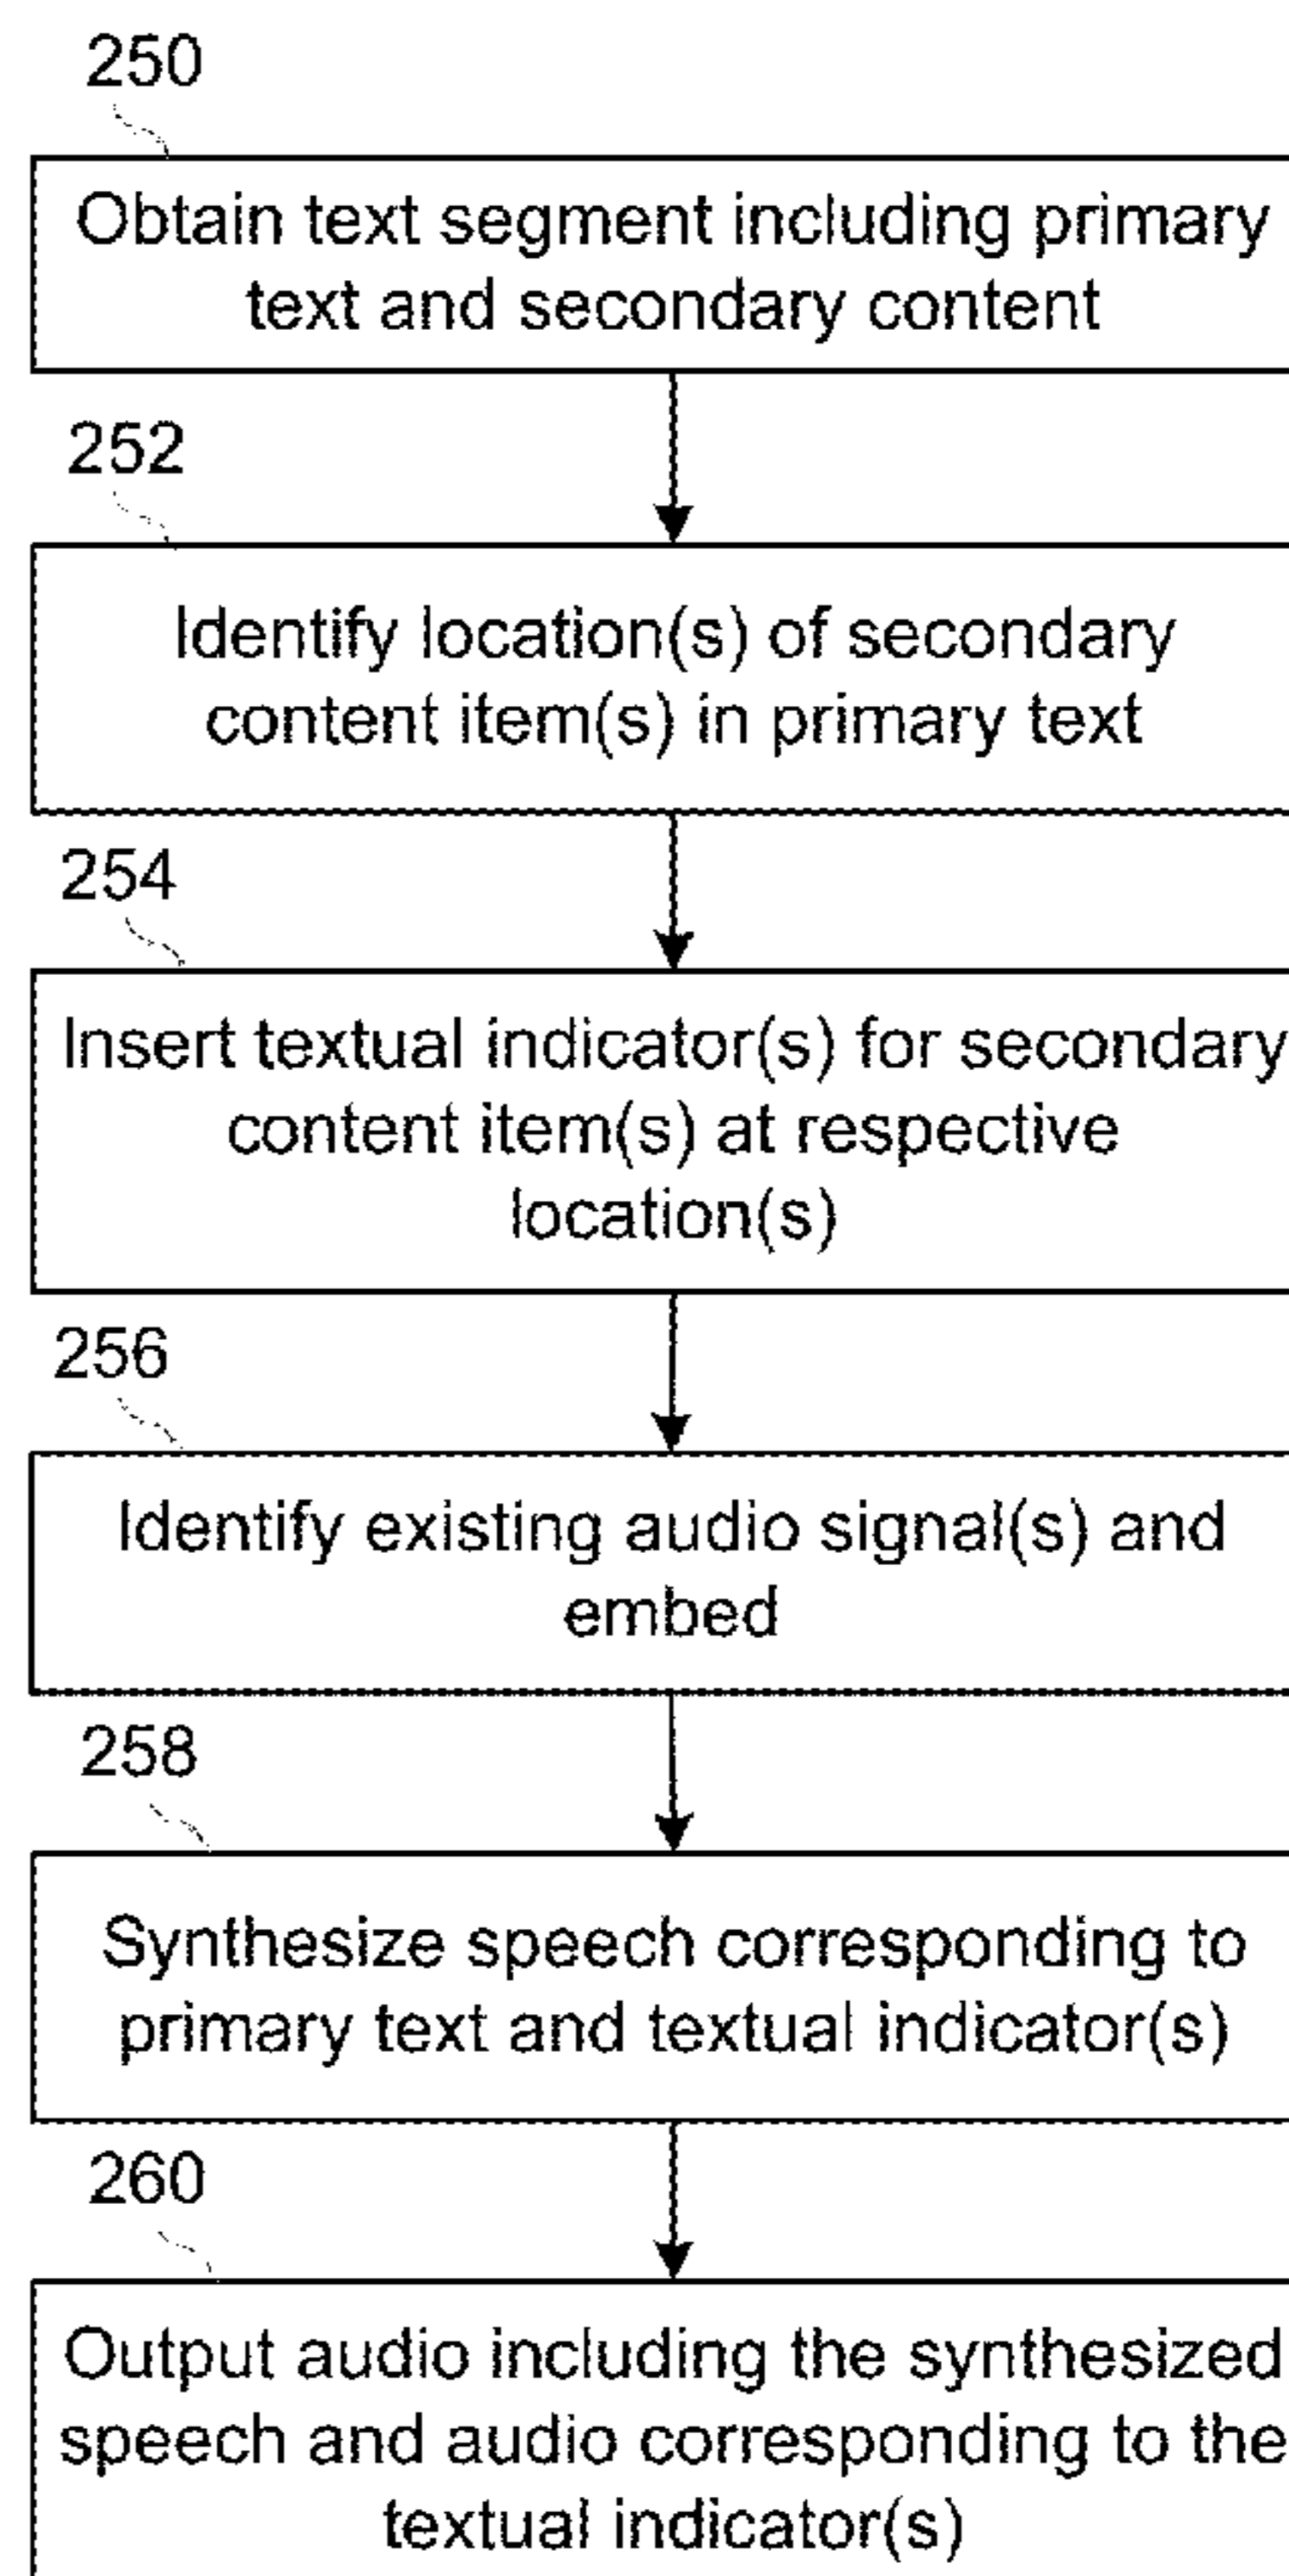 250
Obtain text segment including primary
text and secondary content
252
Identify location(s) of secondary
content item(s) in primary text
254
Insert textual indicator(s) for secondary
content item(s) at respective
location(s)
256
Identify existing audio signal(s) and
embed
258
Synthesize speech corresponding to
primary text and textual indicator(s)
260
Output audio including the synthesized
speech and audio corresponding to the
textual indicator(s)